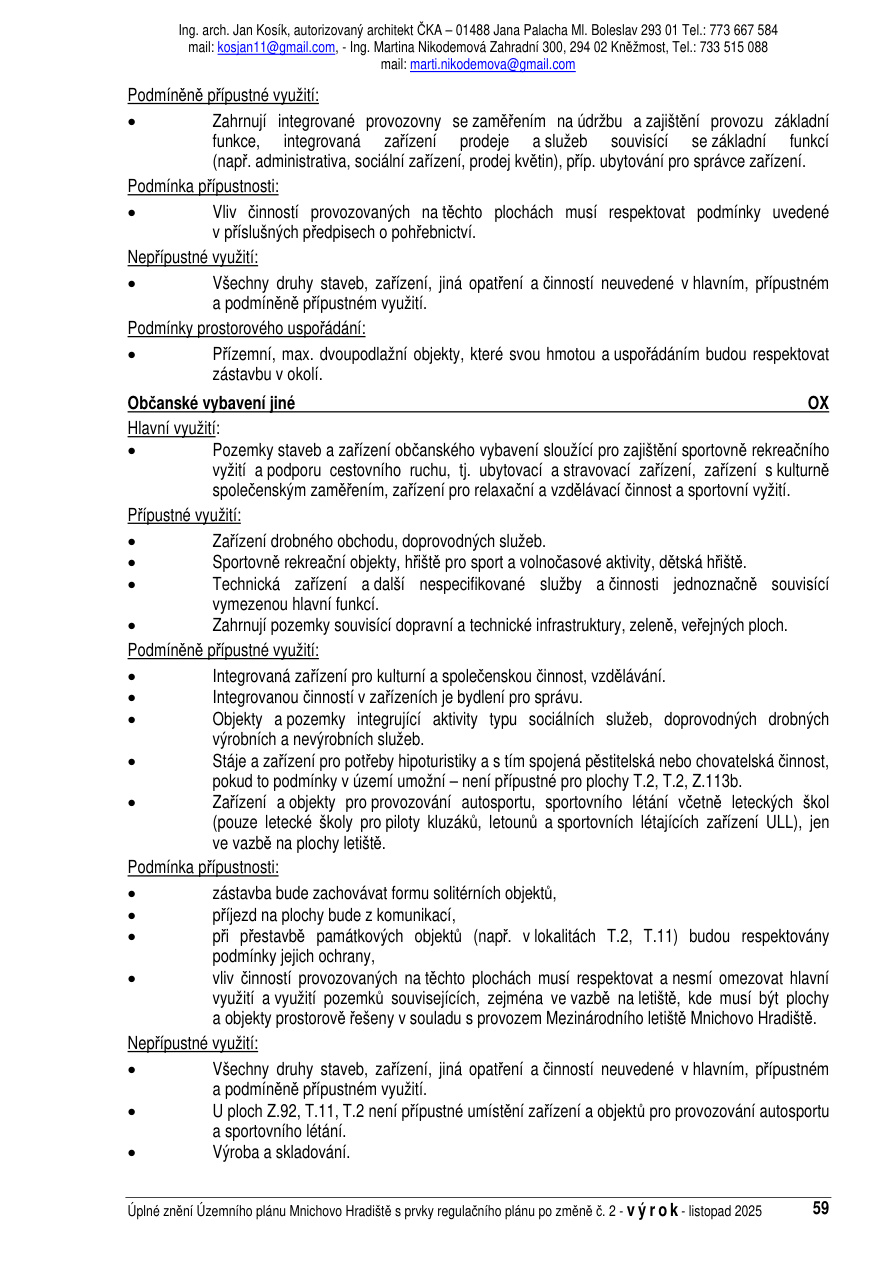 Ing. arch. Jan Kosík, autorizovaný architekt ČKA – 01488 Jana Palacha Ml. Boleslav 293 01 Tel.: 773 667 584
mail: kosjan11@gmail.com, - Ing. Martina Nikodemová Zahradní 300, 294 02 Kněžmost, Tel.: 733 515 088
mail: marti.nikodemova@gmail.com
Podmíněně přípustné využití:
• Zahrnují integrované provozovny se zaměřením na údržbu a zajištění provozu základní
funkce, integrovaná zařízení prodeje a služeb souvisící se základní funkcí
(např. administrativa, sociální zařízení, prodej květin), příp. ubytování pro správce zařízení.
Podmínka přípustnosti:
• Vliv činností provozovaných na těchto plochách musí respektovat podmínky uvedené
v příslušných předpisech o pohřebnictví.
Nepřípustné využití:
• Všechny druhy staveb, zařízení, jiná opatření a činností neuvedené v hlavním, přípustném
a podmíněně přípustném využití.
Podmínky prostorového uspořádání:
• Přízemní, max. dvoupodlažní objekty, které svou hmotou a uspořádáním budou respektovat
zástavbu v okolí.
Občanské vybavení jiné OX
Hlavní využití:
• Pozemky staveb a zařízení občanského vybavení sloužící pro zajištění sportovně rekreačního
vyžití a podporu cestovního ruchu, tj. ubytovací a stravovací zařízení, zařízení s kulturně
společenským zaměřením, zařízení pro relaxační a vzdělávací činnost a sportovní vyžití.
Přípustné využití:
• Zařízení drobného obchodu, doprovodných služeb.
• Sportovně rekreační objekty, hřiště pro sport a volnočasové aktivity, dětská hřiště.
• Technická zařízení a další nespecifikované služby a činnosti jednoznačně souvisící
vymezenou hlavní funkcí.
• Zahrnují pozemky souvisící dopravní a technické infrastruktury, zeleně, veřejných ploch.
Podmíněně přípustné využití:
• Integrovaná zařízení pro kulturní a společenskou činnost, vzdělávání.
• Integrovanou činností v zařízeních je bydlení pro správu.
• Objekty a pozemky integrující aktivity typu sociálních služeb, doprovodných drobných
výrobních a nevýrobních služeb.
• Stáje a zařízení pro potřeby hipoturistiky a s tím spojená pěstitelská nebo chovatelská činnost,
pokud to podmínky v území umožní – není přípustné pro plochy T.2, T.2, Z.113b.
• Zařízení a objekty pro provozování autosportu, sportovního létání včetně leteckých škol
(pouze letecké školy pro piloty kluzáků, letounů a sportovních létajících zařízení ULL), jen
ve vazbě na plochy letiště.
Podmínka přípustnosti:
• zástavba bude zachovávat formu solitérních objektů,
• příjezd na plochy bude z komunikací,
• při přestavbě památkových objektů (např. v lokalitách T.2, T.11) budou respektovány
podmínky jejich ochrany,
• vliv činností provozovaných na těchto plochách musí respektovat a nesmí omezovat hlavní
využití a využití pozemků souvisejících, zejména ve vazbě na letiště, kde musí být plochy
a objekty prostorově řešeny v souladu s provozem Mezinárodního letiště Mnichovo Hradiště.
Nepřípustné využití:
• Všechny druhy staveb, zařízení, jiná opatření a činností neuvedené v hlavním, přípustném
a podmíněně přípustném využití.
• U ploch Z.92, T.11, T.2 není přípustné umístění zařízení a objektů pro provozování autosportu
a sportovního létání.
• Výroba a skladování.
Úplné znění Územního plánu Mnichovo Hradiště s prvky regulačního plánu po změně č. 2 - v ý r o k - listopad 2025 59